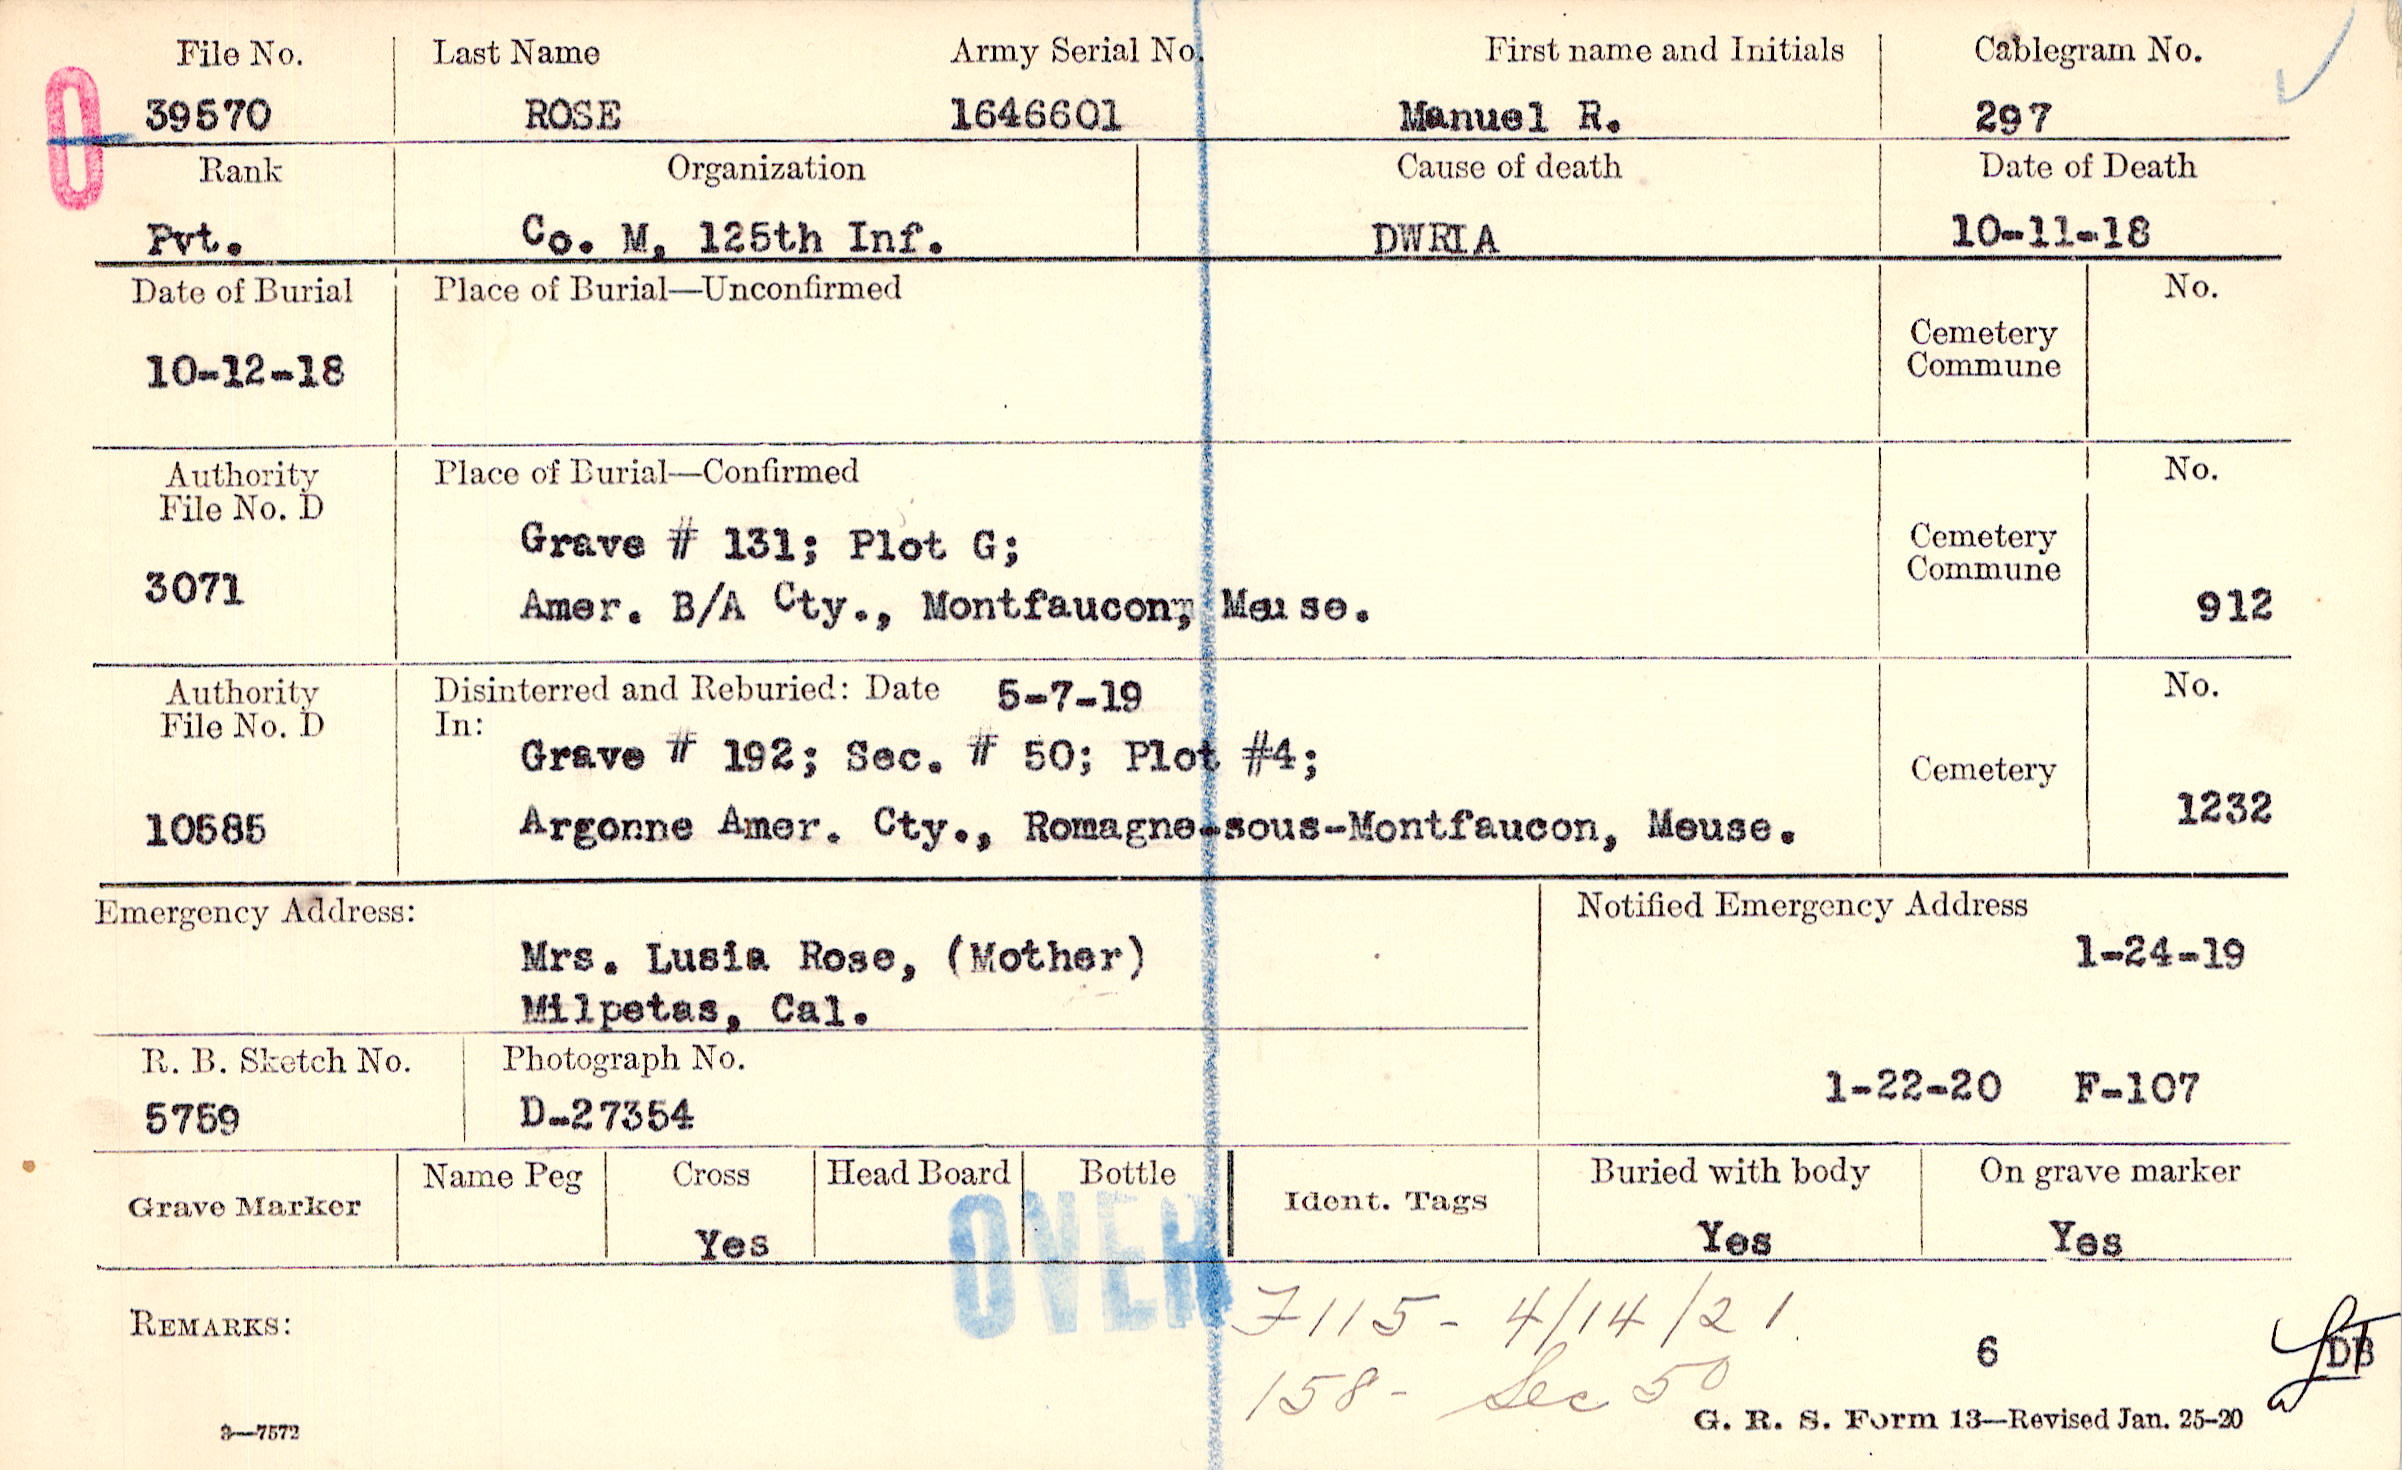 File No. Last Name Army Serial No. First name and Initials Cablegram No.
39570 ROSE 1646601 Manuel R. 297
Rank Organization Cause of death Date of Death
Pvt. Co. M, 125th Inf. DWRIA 10-11-18
Date of Burial Place of Burial—Unconfirmed No.
Cemetery
Commune
10-12-18
Authority Place of Burial—Confirmed No.
File No. D
Grave # 131; Plot G; Cemetery
Commune
3071 Amer. B/A Cty., Montfaucon, Meuse. 912
Authority Disinterred and Reburied: Date 5-7-19 No.
File No. D In:
Grave # 192; Sec. # 50; Plot #4; Cemetery
10585 Argonne Amer. Cty., Romagne-sous-Montfaucon, Meuse. 1232
Emergency Address: Notified Emergency Address
Mrs. Lusia Rose, (Mother) 1-24-19
Milpetas, Cal.
R. B. Sketch No. Photograph No.
5759 D-27354 1-22-20 F-107
Grave Marker Name Peg Cross Head Board Bottle Ident. Tags Buried with body On grave marker
Yes Yes Yes
OVER
REMARKS: F115- 4/14/21
6 DB
158- Sec 50
3—7572 G. R. S. Form 13—Revised Jan. 25-20